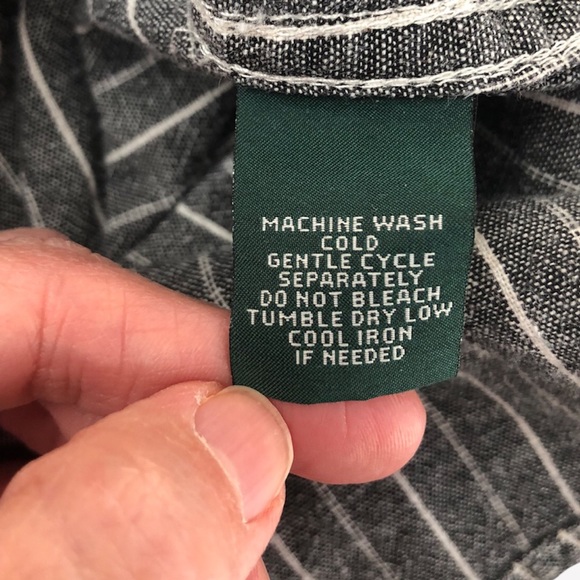 MACHINE WASH
COLD
GENTLE CYCLE
SEPARATELY
DO NOT BLEACH
TUMBLE DRY LOW
COOL IRON
IF NEEDED